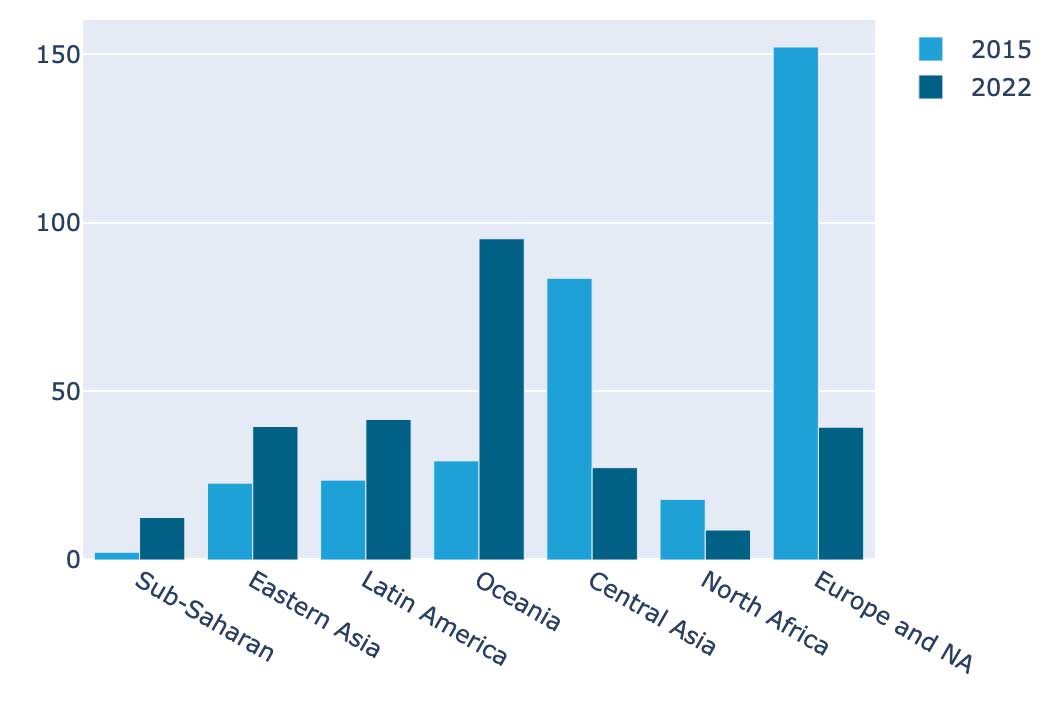 150
100
50
0
Sub-Saharan
Eastern Asia
Latin America
Oceania
Central Asia
North Africa
Europe and NA
2015
2022